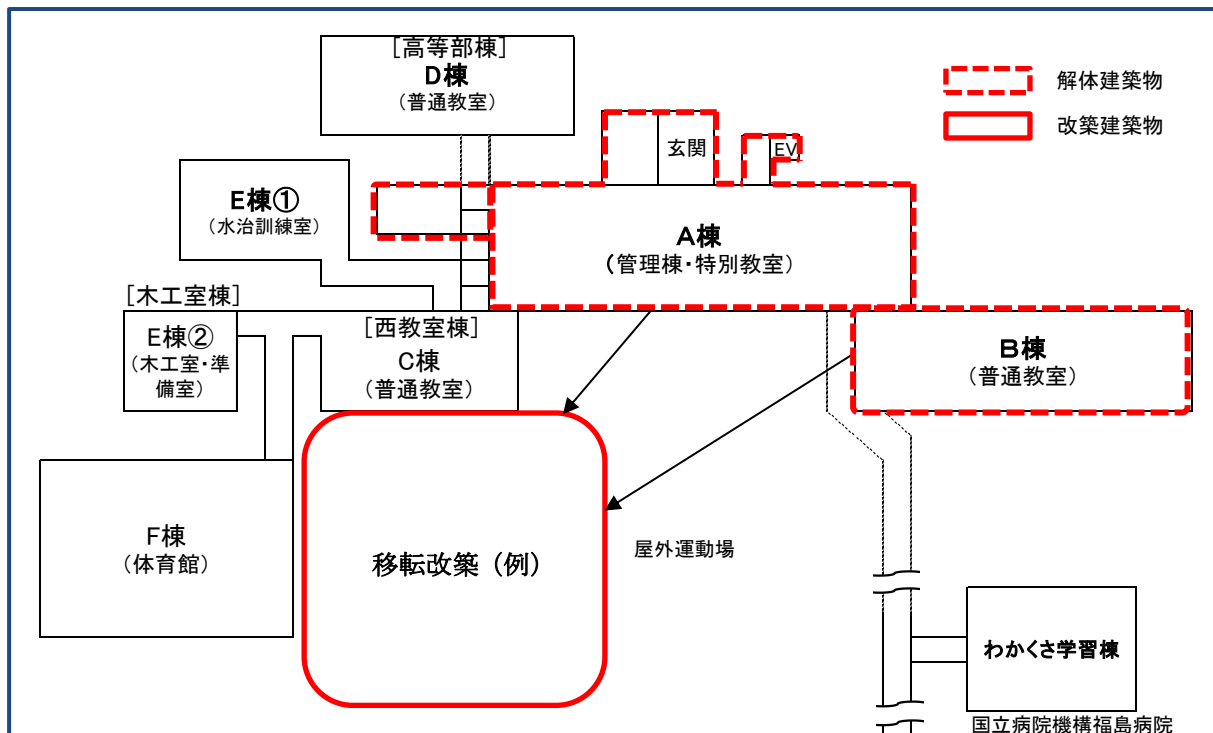 [高等部棟]
D棟
(普通教室)
解体建築物
改築建築物
玄関
EV
E棟①
(水治訓練室)
A棟
(管理棟・特別教室)
[木工室棟]
E棟②
(木工室・準
備室)
[西教室棟]
C棟
(普通教室)
B棟
(普通教室)
F棟
(体育館)
移転改築（例）
屋外運動場
わかくさ学習棟
国立病院機構福島病院